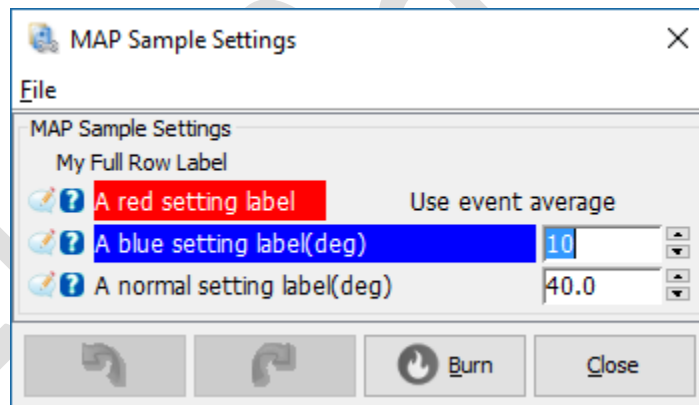 MAP Sample Settings
File
MAP Sample Settings
My Full Row Label
A red setting label Use event average
A blue setting label(deg) 10
A normal setting label(deg) 40.0
Burn Close